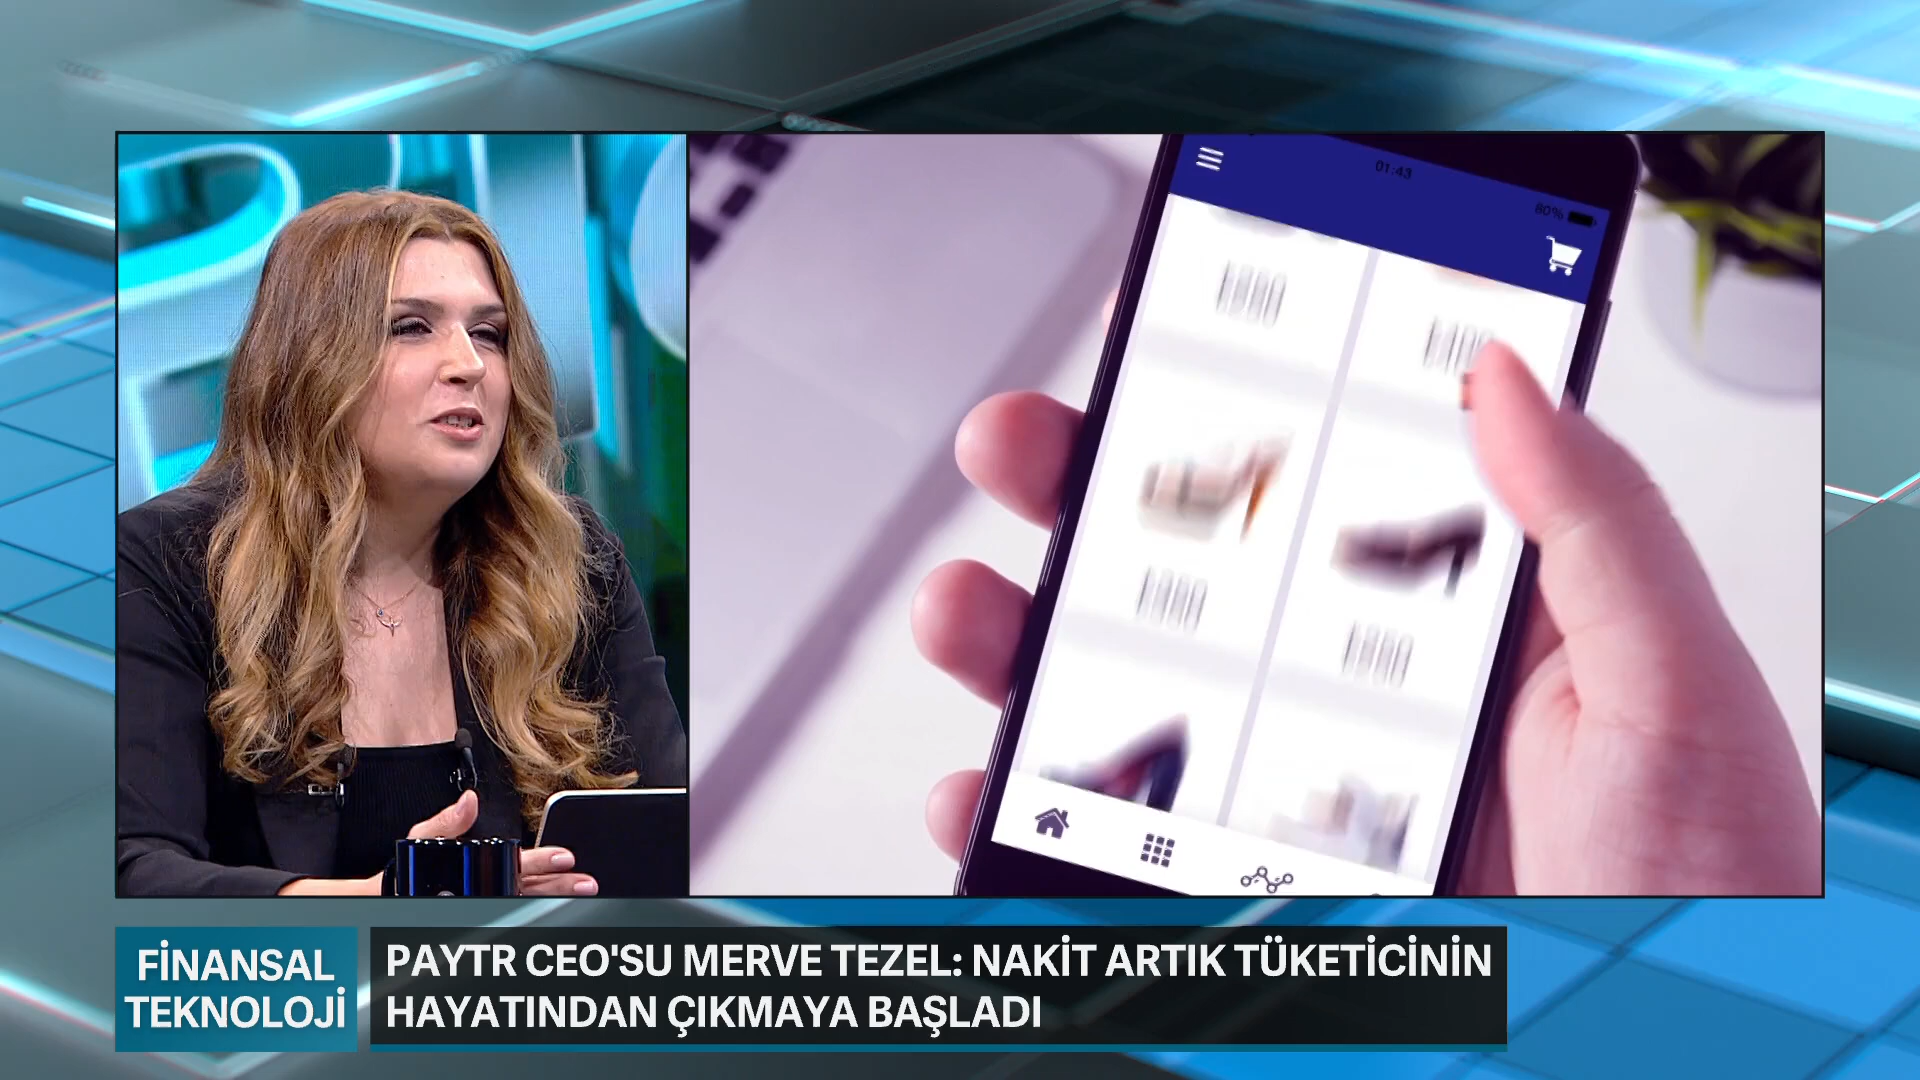 01:43
80%
FİNANSAL
TEKNOLOJİ
PAYTR CEO'SU MERVE TEZEL: NAKİT ARTIK TÜKETİCİNİN
HAYATINDAN ÇIKMAYA BAŞLADI